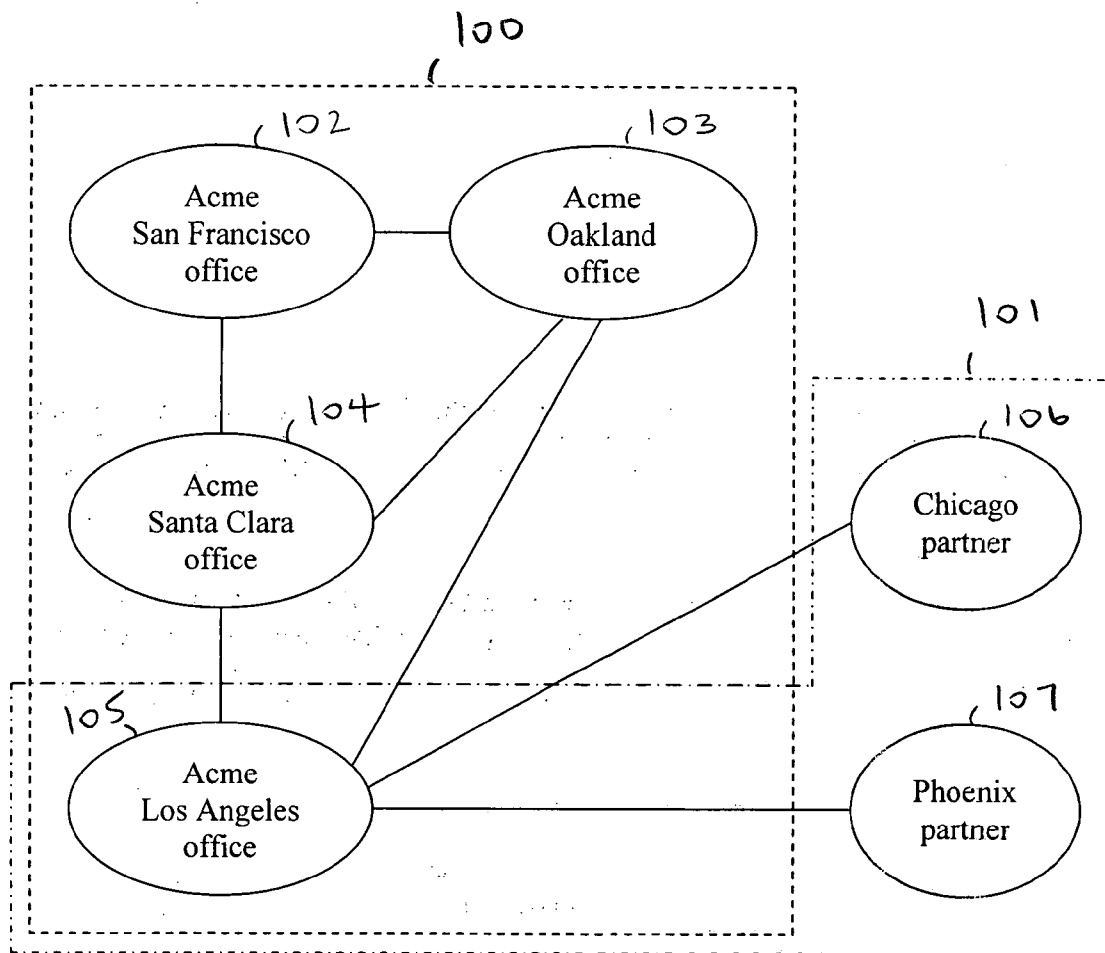 100
102
103
Acme
San Francisco
office
Acme
Oakland
office
101
104
106
Acme
Santa Clara
office
Chicago
partner
105
107
Acme
Los Angeles
office
Phoenix
partner